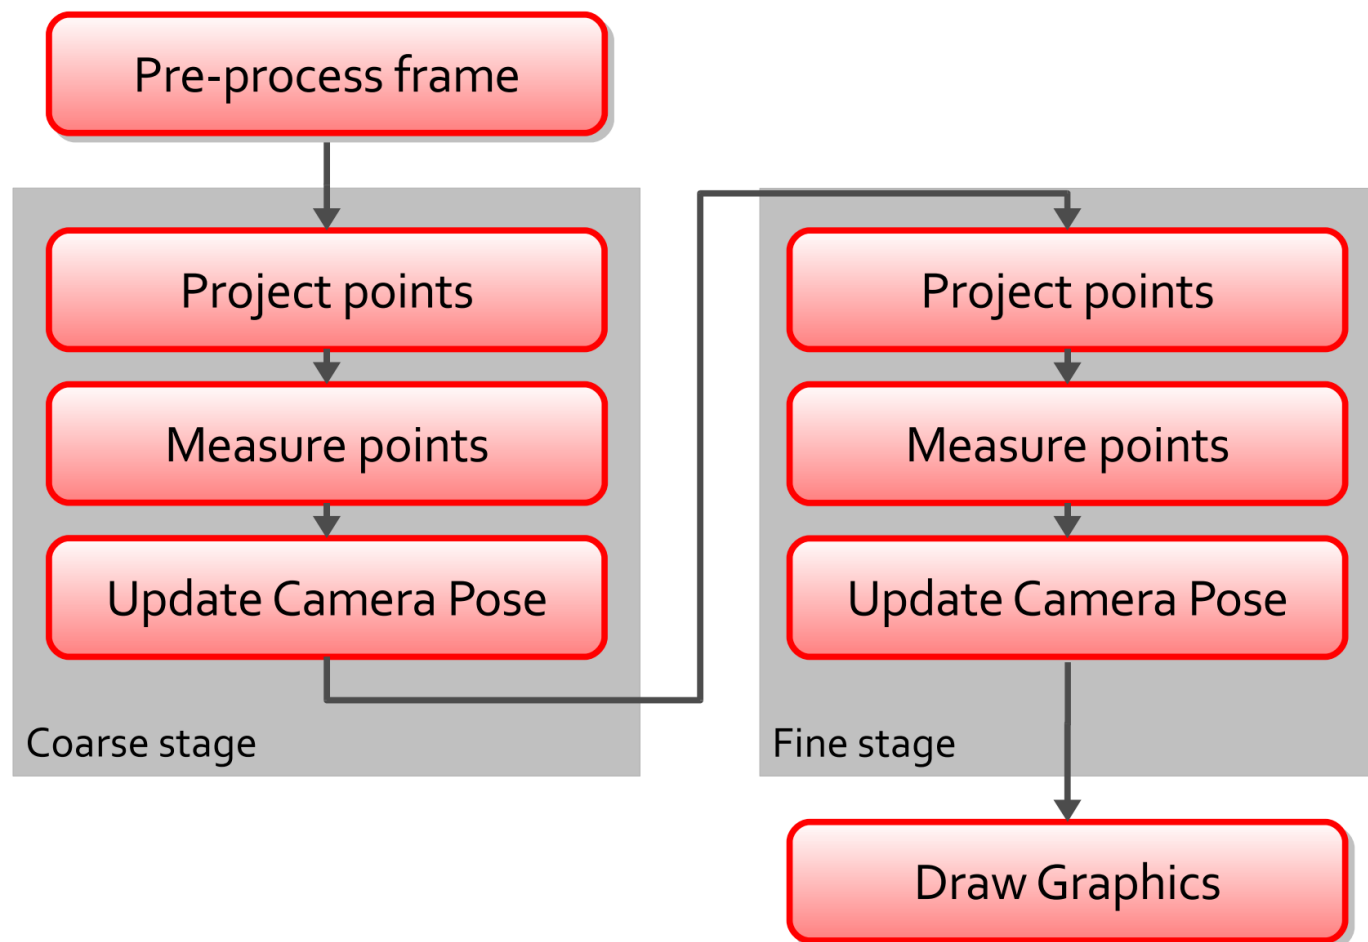 Pre-process frame
Project points
Measure points
Update Camera Pose
Coarse stage
Project points
Measure points
Update Camera Pose
Fine stage
Draw Graphics